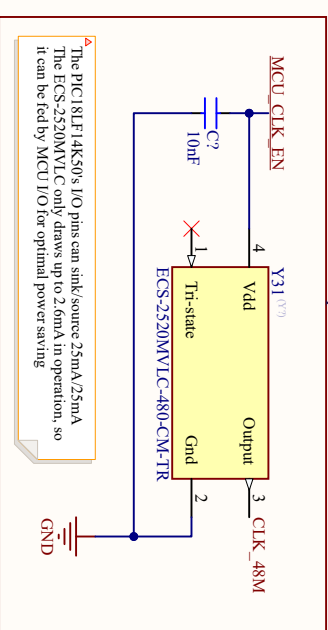 MCU_CLK_EN
C?
10nF
Y31 (Y?)
4
Vdd
Output
3
CLK_48M
1
Tri-state
Gnd
2
ECS-2520MVLC-480-CM-TR
GND
The PIC18LF14K50's I/O pins can sink/source 25mA/25mA
The ECS-2520MVLC only draws up to 2.6mA in operation, so
it can be fed by MCU I/O for optimal power saving